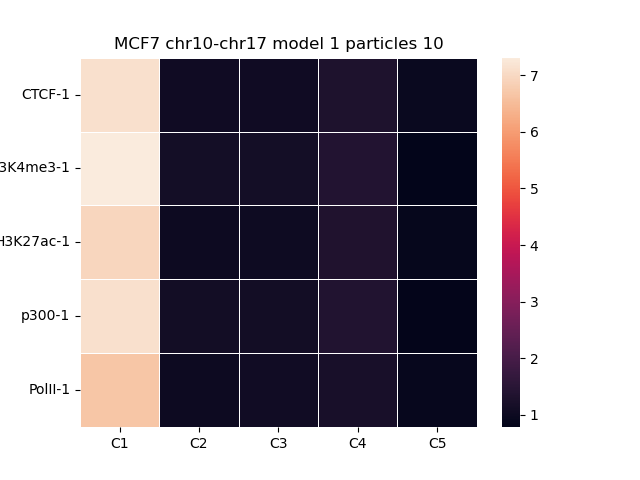 MCF7 chr10-chr17 model 1 particles 10
CTCF-1
3K4me3-1
H3K27ac-1
p300-1
PolII-1
C1 C2 C3 C4 C5
7
6
5
4
3
2
1